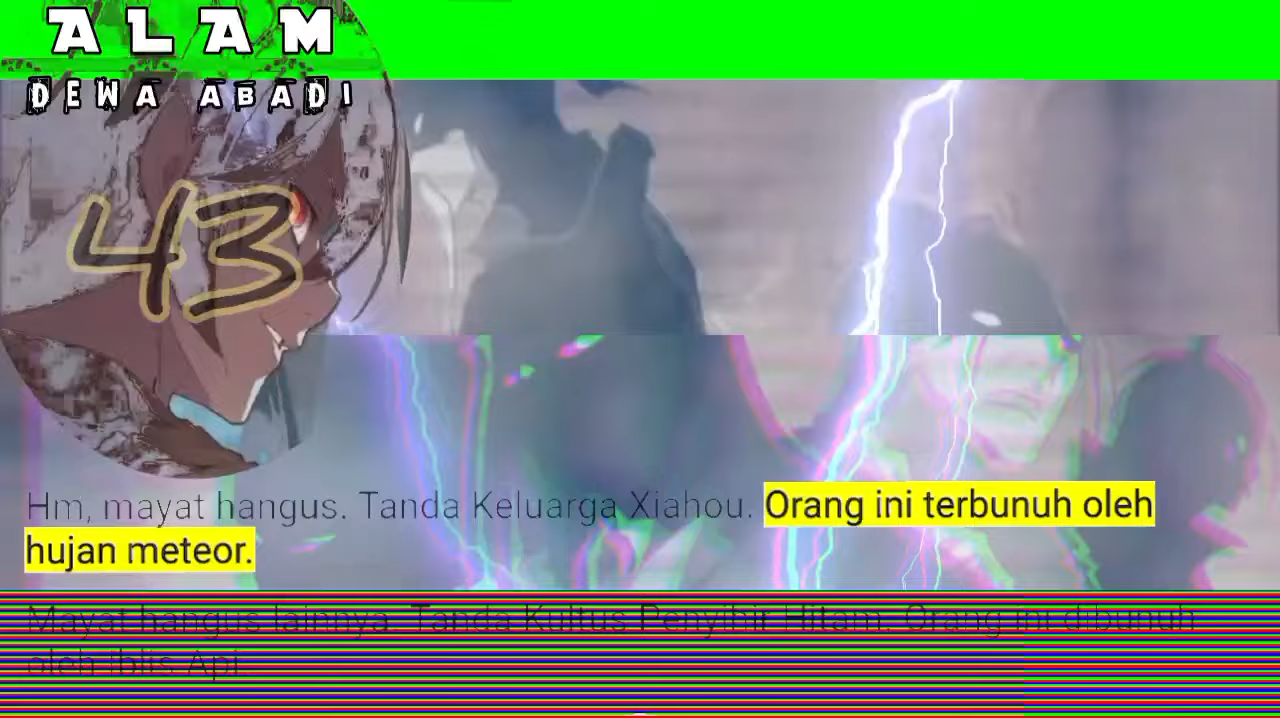 ALAM
DEWA ABADI
43
Hm, mayat hangus. Tanda Keluarga Xiahou. Orang ini terbunuh oleh
hujan meteor.
Mayat hangus lainnya. Tanda Kultus Penyihir Hitam. Orang ini dibunuh
oleh Iblis Api.